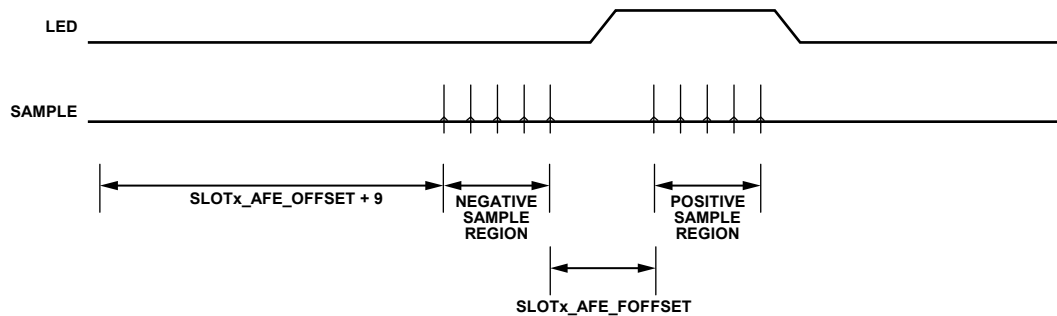 LED
SAMPLE
SLOTx_AFE_OFFSET + 9
NEGATIVE
SAMPLE
REGION
POSITIVE
SAMPLE
REGION
SLOTx_AFE_FOFFSET